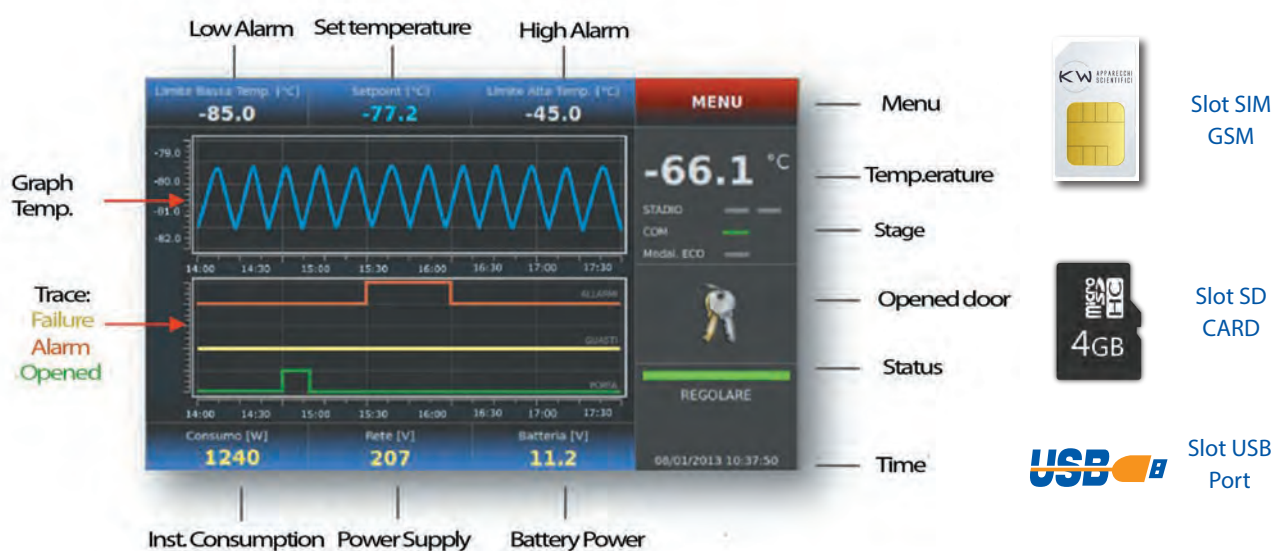 Low Alarm
Set temperature
High Alarm
Limite Bassa Temp. (°C)
-85.0
Setpoint (°C)
-77.2
Limite Alta Temp. (°C)
-45.0
MENU
Menu
-79.0
-80.0
-81.0
-82.0
14:00 14:30 15:00 15:30 16:00 16:30 17:00 17:30
Graph
Temp.
-66.1 °C
Temp.erature
STADIO
COM
Modal. ECO
Stage
Trace:
Failure
Alarm
Opened
ALLARMI
GUASTI
PORTA
14:00 14:30 15:00 15:30 16:00 16:30 17:00 17:30
Opened door
Status
REGOLARE
Consumo [W]
1240
Rete [V]
207
Batteria [V]
11.2
08/01/2013 10:37:50
Time
Inst. Consumption
Power Supply
Battery Power
KW APPARECCHI
SCIENTIFICI
Slot SIM
GSM
micro
SD
HC
4GB
Slot SD
CARD
USB
Slot USB
Port